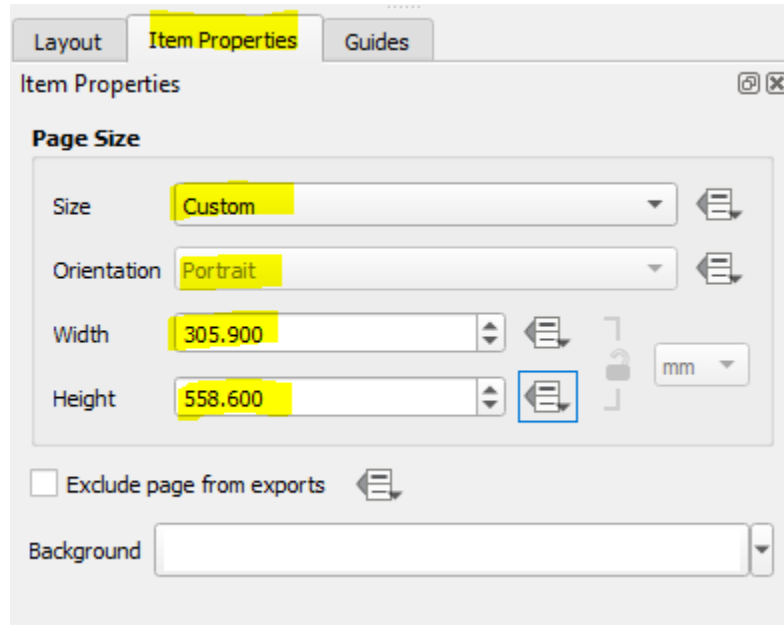 Layout Item Properties Guides
Item Properties
Page Size
Size Custom
Orientation Portrait
Width 305.900
mm
Height 558.600
Exclude page from exports
Background